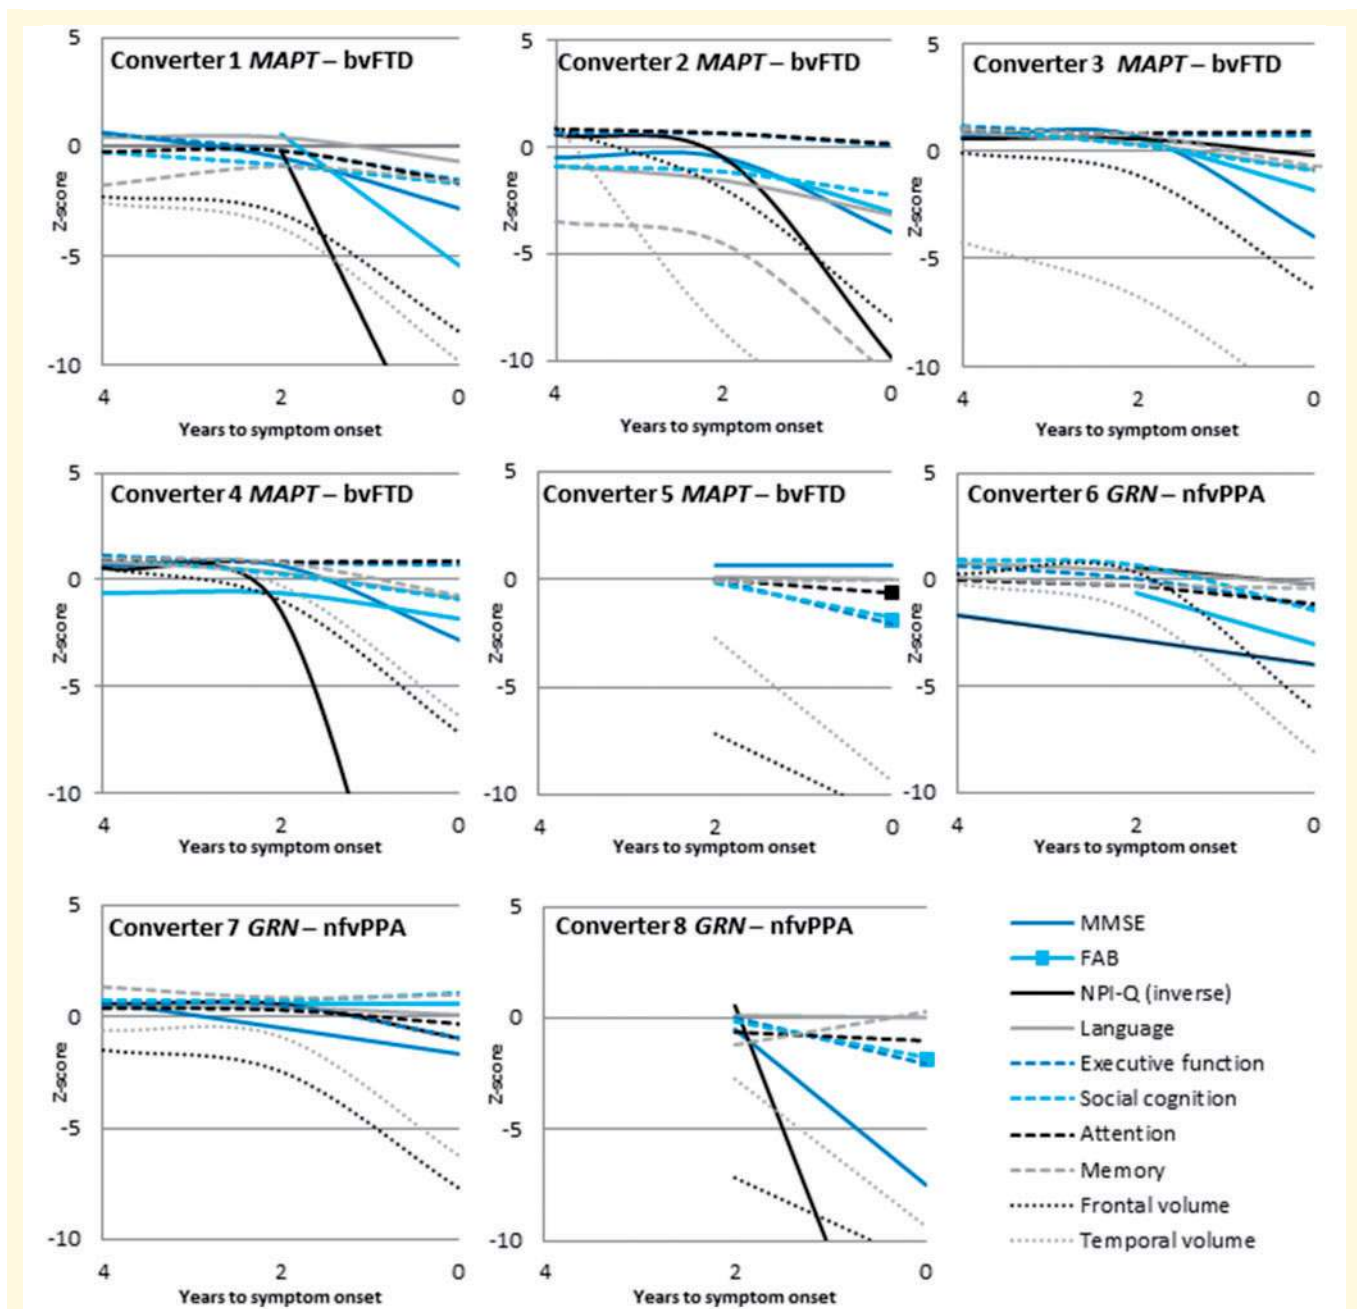 Converter 1 MAPT – bvFTD
5
0
-5
-10
Z-score
4 2 0
Years to symptom onset
Converter 2 MAPT – bvFTD
5
0
-5
-10
Z-score
4 2 0
Years to symptom onset
Converter 3 MAPT – bvFTD
5
0
-5
-10
Z-score
4 2 0
Years to symptom onset
Converter 4 MAPT – bvFTD
5
0
-5
-10
Z-score
4 2 0
Years to symptom onset
Converter 5 MAPT – bvFTD
5
0
-5
-10
Z-score
4 2 0
Years to symptom onset
Converter 6 GRN – nfvPPA
5
0
-5
-10
Z-score
4 2 0
Years to symptom onset
Converter 7 GRN – nfvPPA
5
0
-5
-10
Z-score
4 2 0
Years to symptom onset
Converter 8 GRN – nfvPPA
5
0
-5
-10
Z-score
4 2 0
Years to symptom onset
MMSE
FAB
NPI-Q (inverse)
Language
Executive function
Social cognition
Attention
Memory
Frontal volume
Temporal volume